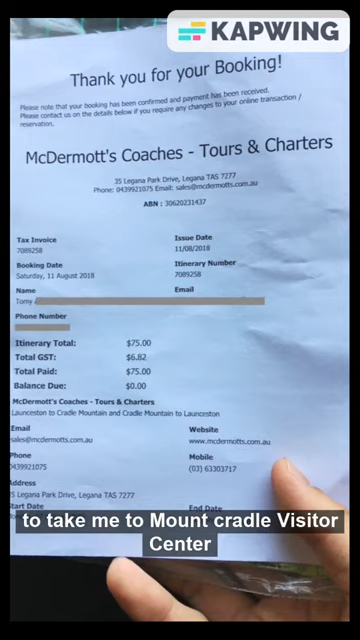 KAPWING
Thank you for your Booking!
Please note that your booking has been confirmed and payment has been received.
Please contact us on the details below if you require any changes to your online transaction /
reservation.
McDermott's Coaches - Tours & Charters
35 Legana Park Drive, Legana TAS 7277
Phone: 0439921075 Email: sales@mcdermotts.com.au
ABN : 30620231437
Tax Invoice
7089258
Issue Date
11/08/2018
Booking Date
Saturday, 11 August 2018
Itinerary Number
7089258
Name
Tomy
Email
Phone Number
Itinerary Total: $75.00
Total GST: $6.82
Total Paid: $75.00
Balance Due: $0.00
McDermott's Coaches - Tours & Charters
Launceston to Cradle Mountain and Cradle Mountain to Launceston
Email
sales@mcdermotts.com.au
Website
www.mcdermotts.com.au
Phone
0439921075
Mobile
(03) 63303717
Address
35 Legana Park Drive, Legana TAS 7277
Start Date
End Date
to take me to Mount cradle Visitor
Center